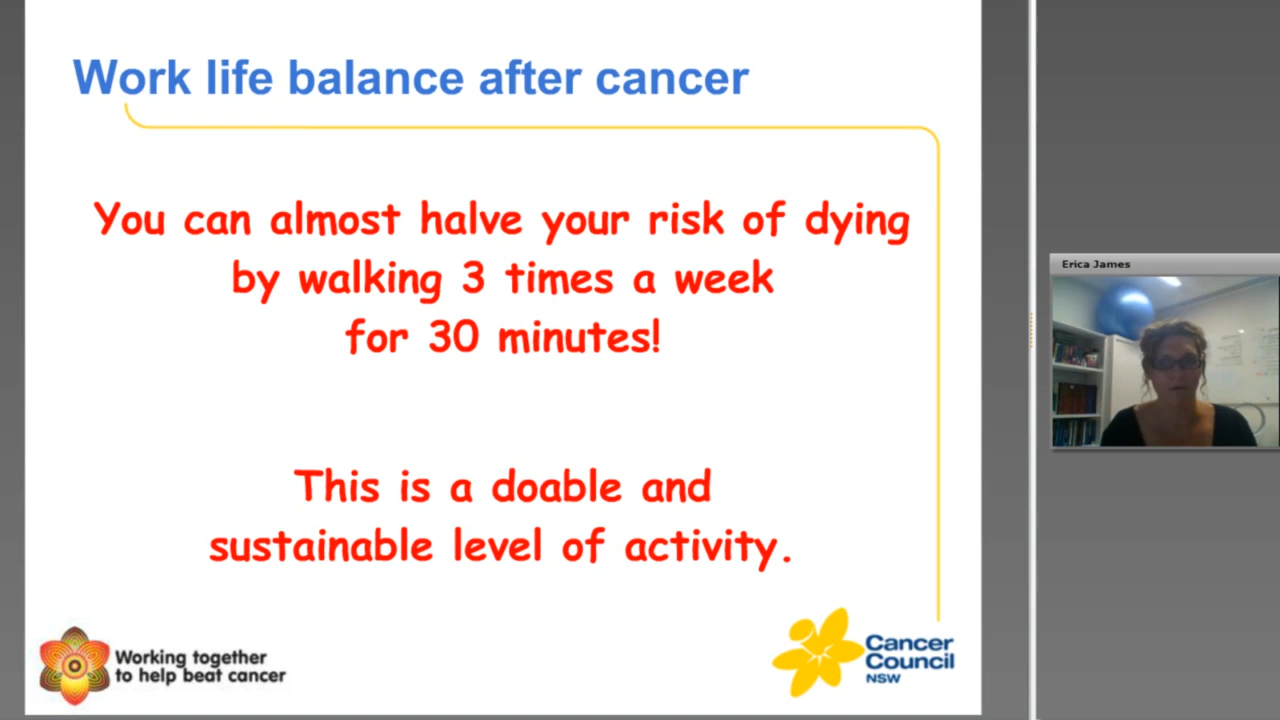 Work life balance after cancer
You can almost halve your risk of dying
by walking 3 times a week
for 30 minutes!
This is a doable and
sustainable level of activity.
Working together
to help beat cancer
Cancer
Council
NSW
Erica James